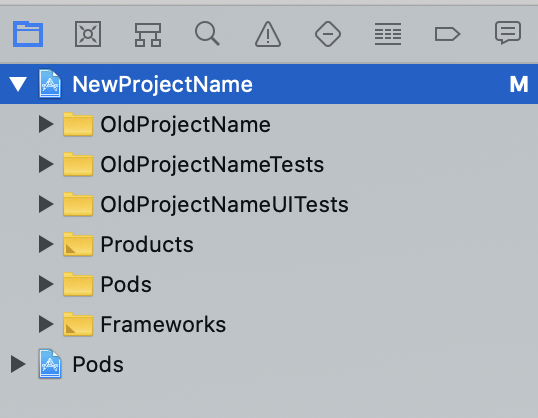 NewProjectName M
OldProjectName
OldProjectNameTests
OldProjectNameUITests
Products
Pods
Frameworks
Pods